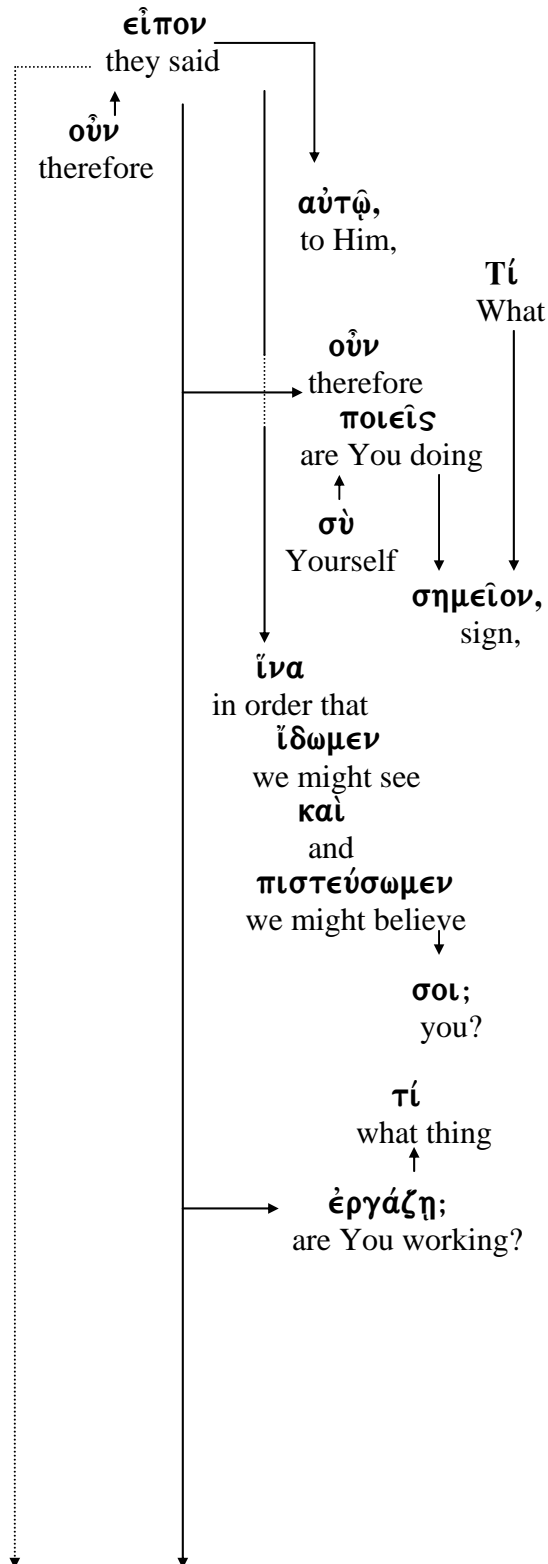 εἶπον
they said
οὖν
therefore
αὐτῷ,
to Him,
Τί
What
οὖν
therefore
ποιεῖς
are You doing
σὺ
Yourself
σημεῖον,
sign,
ἵνα
in order that
ἴδωμεν
we might see
καὶ
and
πιστεύσωμεν
we might believe
σοι;
you?
τί
what thing
ἐργάζῃ;
are You working?